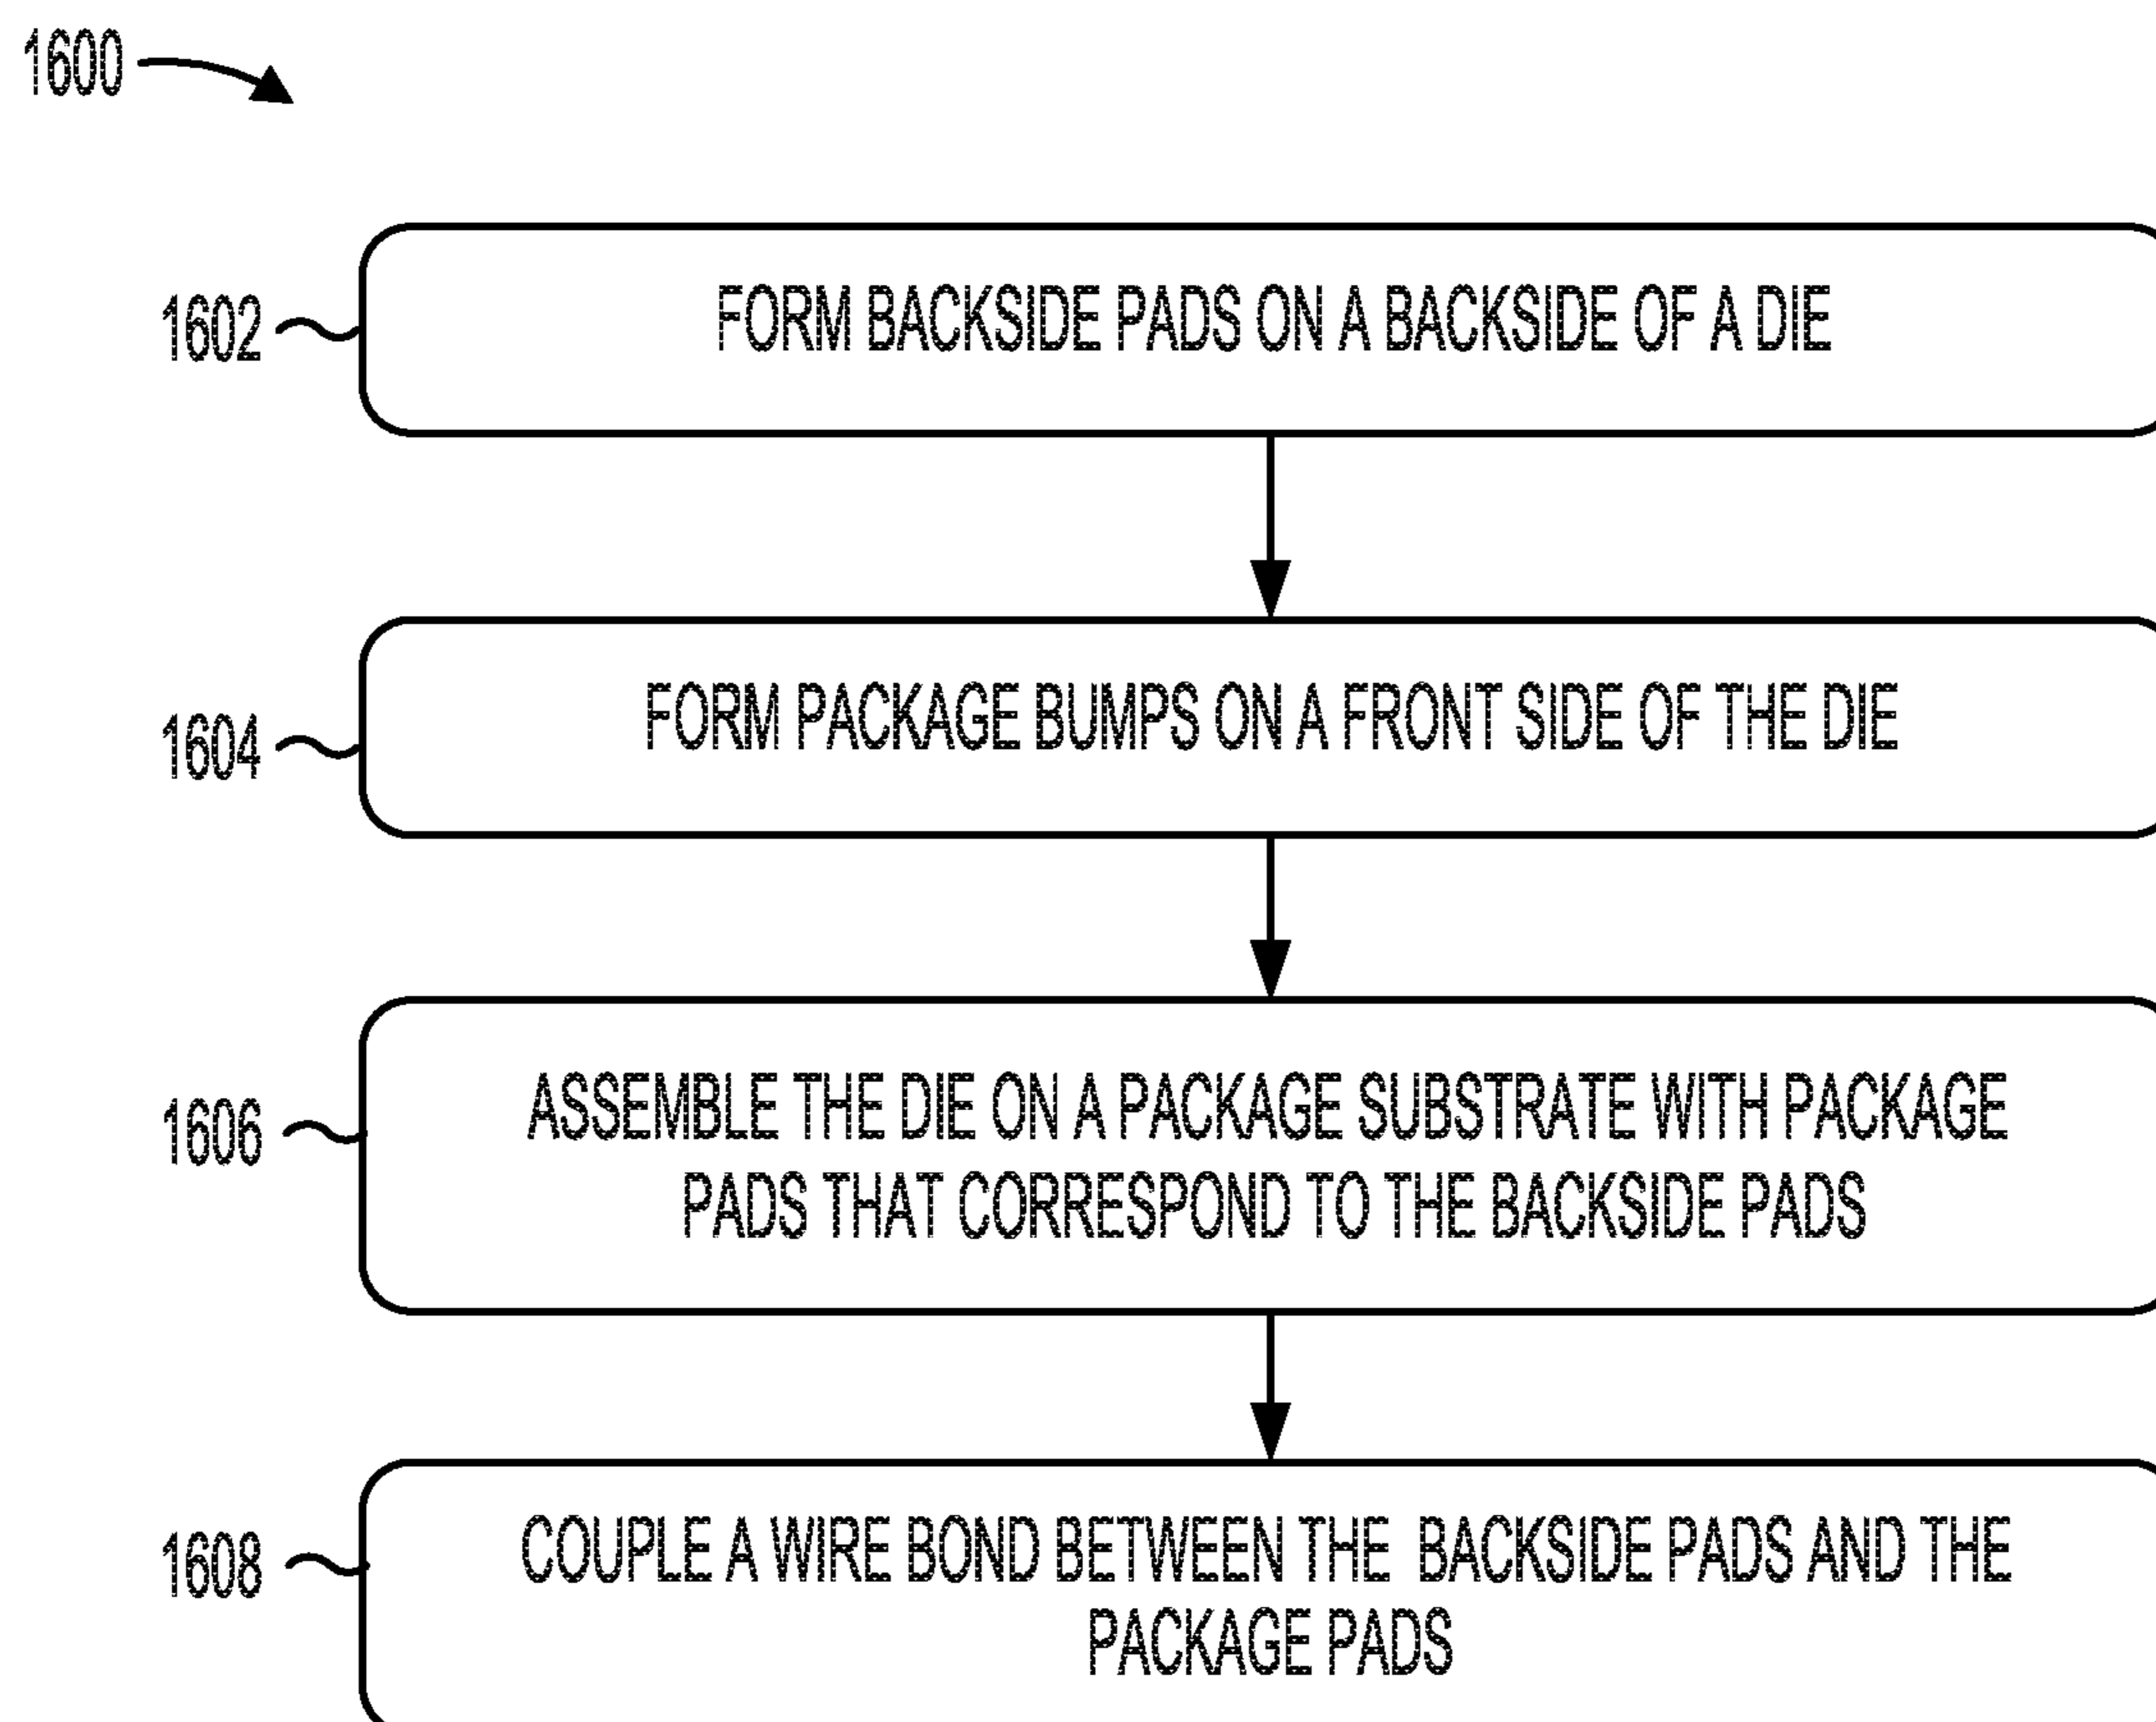 1600
1602
FORM BACKSIDE PADS ON A BACKSIDE OF A DIE
1604
FORM PACKAGE BUMPS ON A FRONT SIDE OF THE DIE
1606
ASSEMBLE THE DIE ON A PACKAGE SUBSTRATE WITH PACKAGE
PADS THAT CORRESPOND TO THE BACKSIDE PADS
1608
COUPLE A WIRE BOND BETWEEN THE BACKSIDE PADS AND THE
PACKAGE PADS